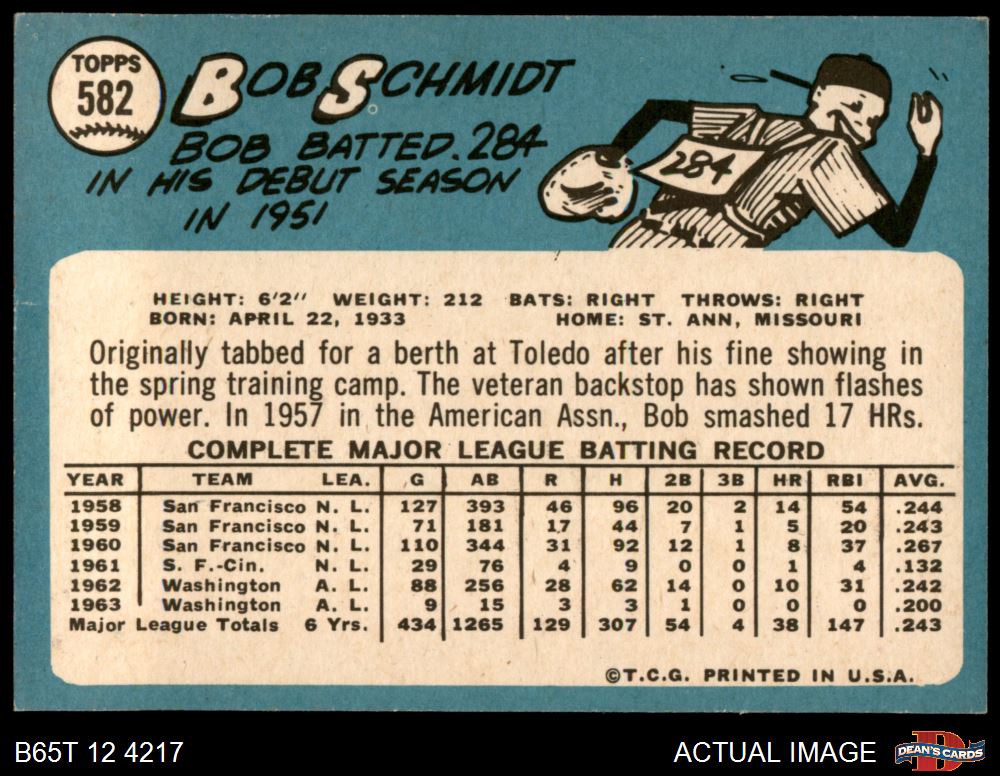 TOPPS
582
BOB SCHMIDT
BOB BATTED .284
IN HIS DEBUT SEASON
IN 1951
284
HEIGHT: 6'2" WEIGHT: 212 BATS: RIGHT THROWS: RIGHT
BORN: APRIL 22, 1933 HOME: ST. ANN, MISSOURI
Originally tabbed for a berth at Toledo after his fine showing in
the spring training camp. The veteran backstop has shown flashes
of power. In 1957 in the American Assn., Bob smashed 17 HRs.
COMPLETE MAJOR LEAGUE BATTING RECORD
YEAR TEAM LEA. G AB R H 2B 3B HR RBI AVG.
1958 San Francisco N. L. 127 393 46 96 20 2 14 54 .244
1959 San Francisco N. L. 71 181 17 44 7 1 5 20 .243
1960 San Francisco N. L. 110 344 31 92 12 1 8 37 .267
1961 S. F.-Cin. N. L. 29 76 4 9 0 0 1 4 .132
1962 Washington A. L. 88 256 28 62 14 0 10 31 .242
1963 Washington A. L. 9 15 3 3 1 0 0 0 .200
Major League Totals 6 Yrs. 434 1265 129 307 54 4 38 147 .243
©T.C.G. PRINTED IN U.S.A.
B65T 12 4217 ACTUAL IMAGE D DEAN'S CARDS